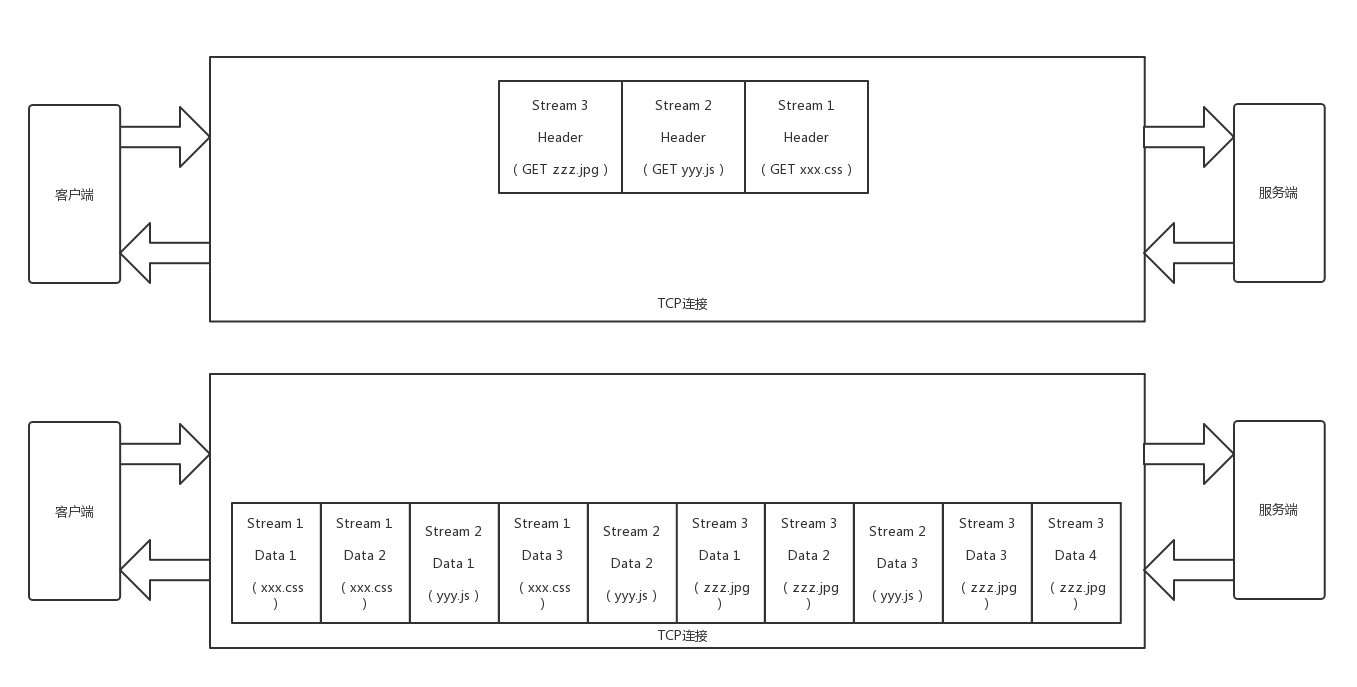 客户端
Stream 3
Header
( GET zzz.jpg )
Stream 2
Header
( GET yyy.js )
Stream 1
Header
( GET xxx.css )
服务端
TCP连接
客户端
Stream 1
Data 1
( xxx.css
)
Stream 1
Data 2
( xxx.css
)
Stream 2
Data 1
( yyy.js )
Stream 1
Data 3
( xxx.css
)
Stream 2
Data 2
( yyy.js )
Stream 3
Data 1
( zzz.jpg
)
Stream 3
Data 2
( zzz.jpg
)
Stream 2
Data 3
( yyy.js )
Stream 3
Data 3
( zzz.jpg
)
Stream 3
Data 4
( zzz.jpg
)
服务端
TCP连接